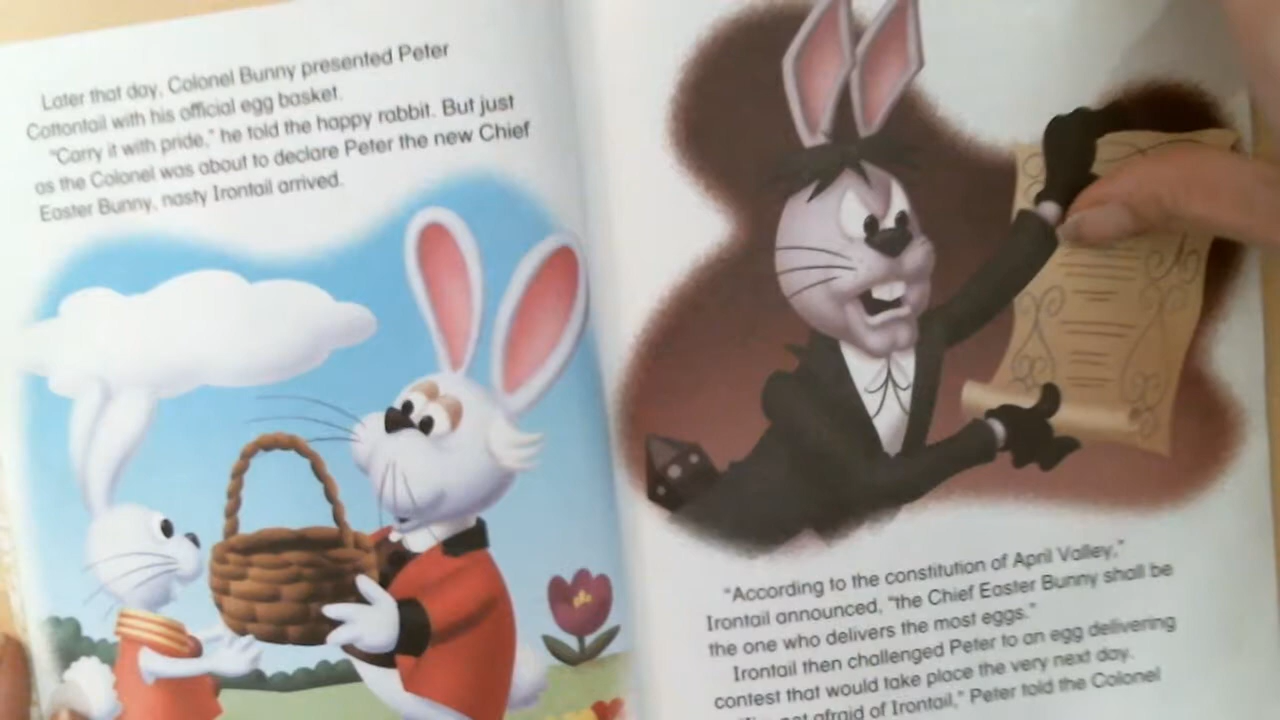 Later that day, Colonel Bunny presented Peter
Cottontail with his official egg basket.
"Carry it with pride," he told the happy rabbit. But just
as the Colonel was about to declare Peter the new Chief
Easter Bunny, nasty Irontail arrived.
"According to the constitution of April Valley,"
Irontail announced, "the Chief Easter Bunny shall be
the one who delivers the most eggs."
Irontail then challenged Peter to an egg delivering
contest that would take place the very next day.
not afraid of Irontail," Peter told the Colonel